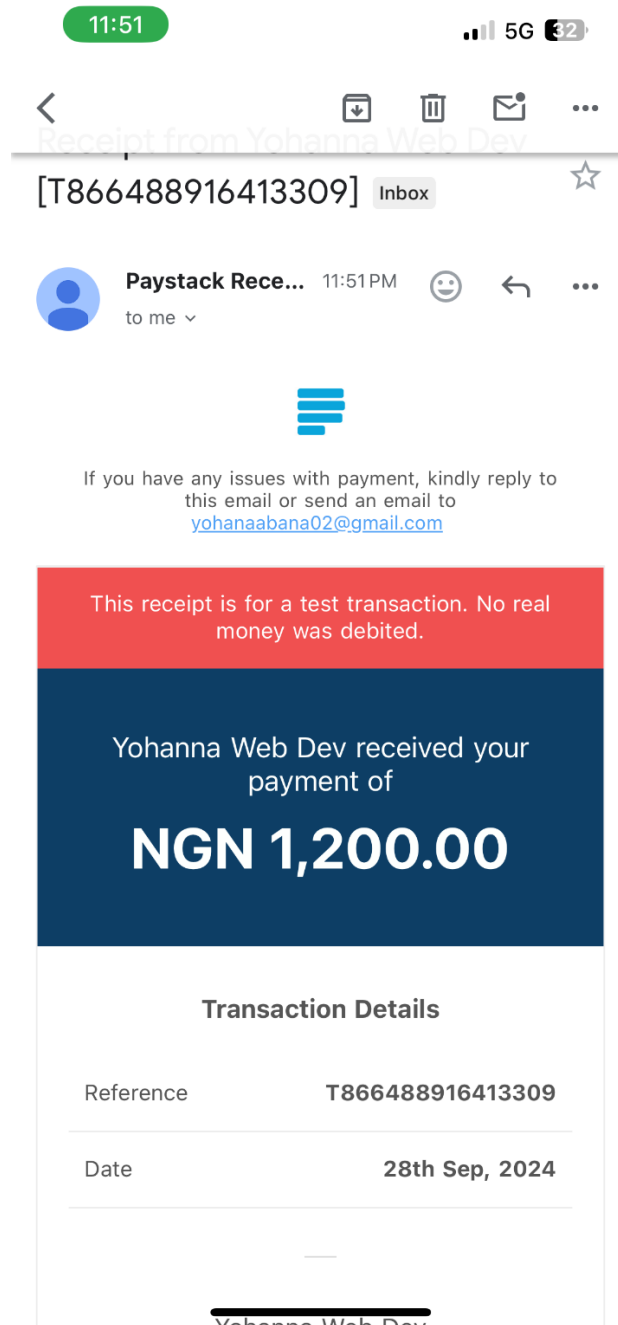 11:51
5G 32
Receipt from Yohanna Web Dev
[T866488916413309] Inbox
Paystack Rece... 11:51 PM
to me
If you have any issues with payment, kindly reply to
this email or send an email to
yohanaabana02@gmail.com
This receipt is for a test transaction. No real
money was debited.
Yohanna Web Dev received your
payment of
NGN 1,200.00
Transaction Details
Reference T866488916413309
Date 28th Sep, 2024
Yohanna Web Dev